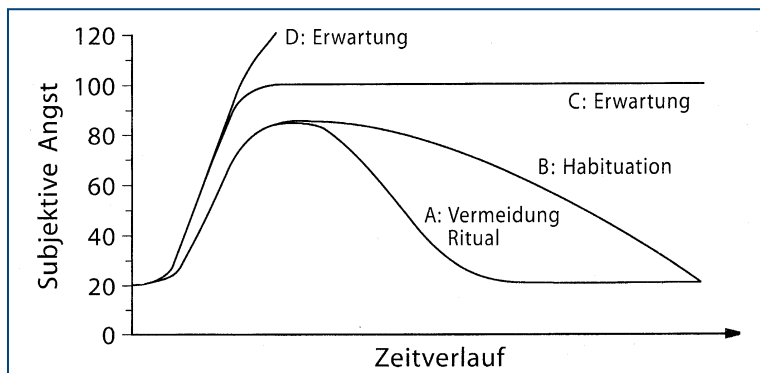 Subjektive Angst
120
100
80
60
40
20
0
D: Erwartung
C: Erwartung
B: Habituation
A: Vermeidung
Ritual
Zeitverlauf